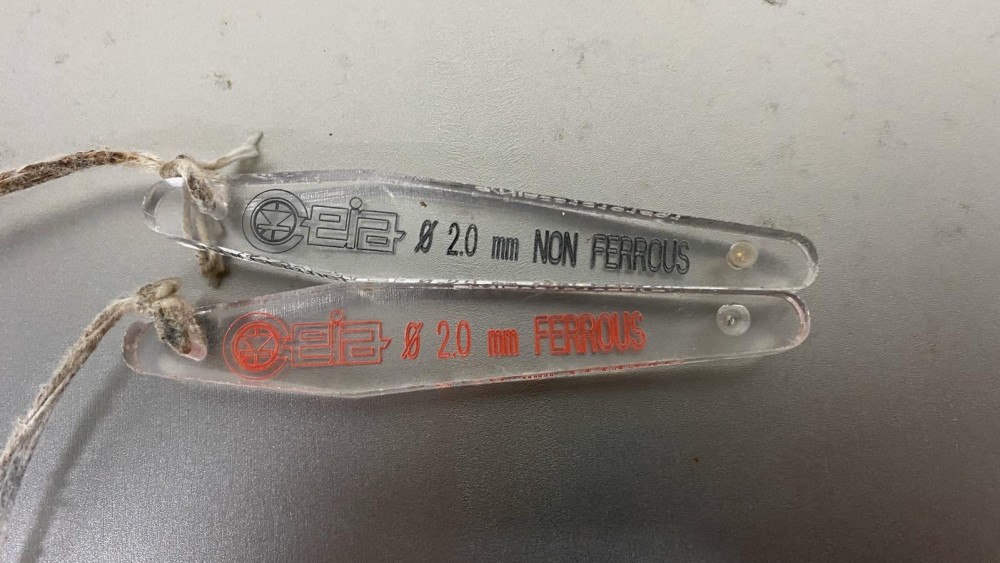 Ceia Ø 2.0 mm NON FERROUS
Ceia Ø 2.0 mm FERROUS